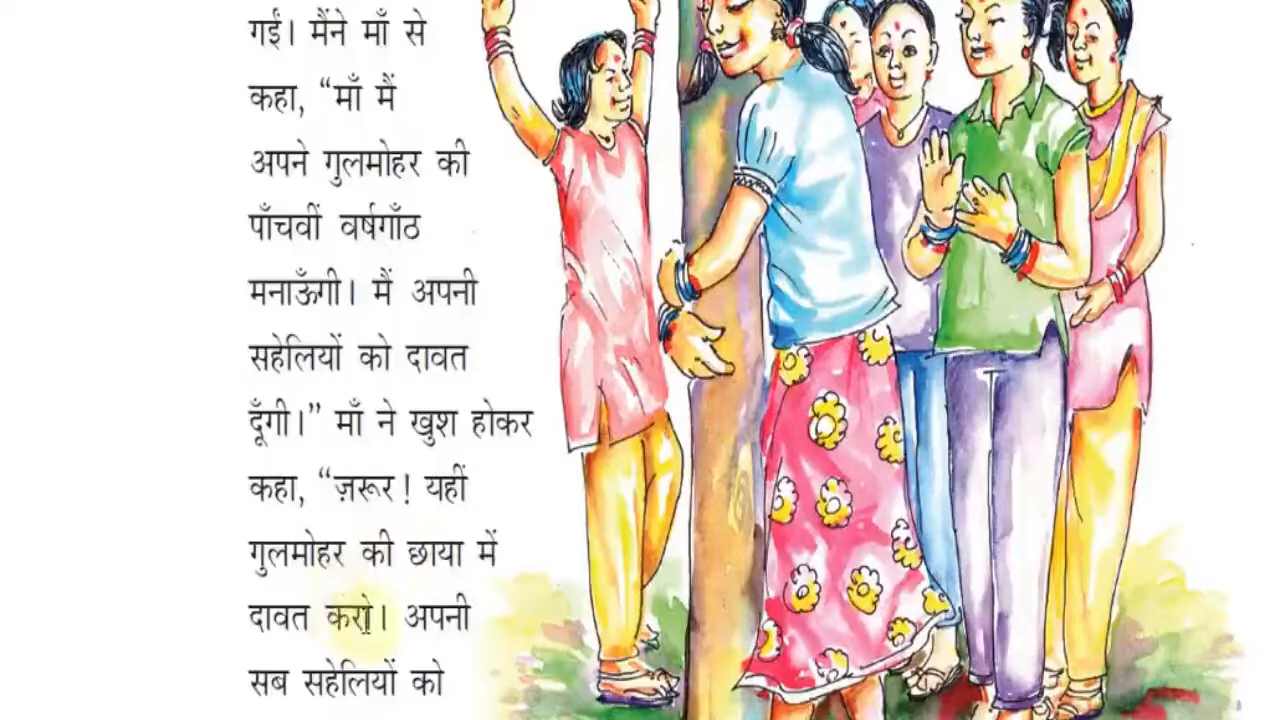 गईं। मैंने माँ से
कहा, “माँ मैं
अपने गुलमोहर की
पाँचवीं वर्षगाँठ
मनाऊँगी। मैं अपनी
सहेलियों को दावत
दूँगी।” माँ ने खुश होकर
कहा, “ज़रूर! यहीं
गुलमोहर की छाया में
दावत करो। अपनी
सब सहेलियों को